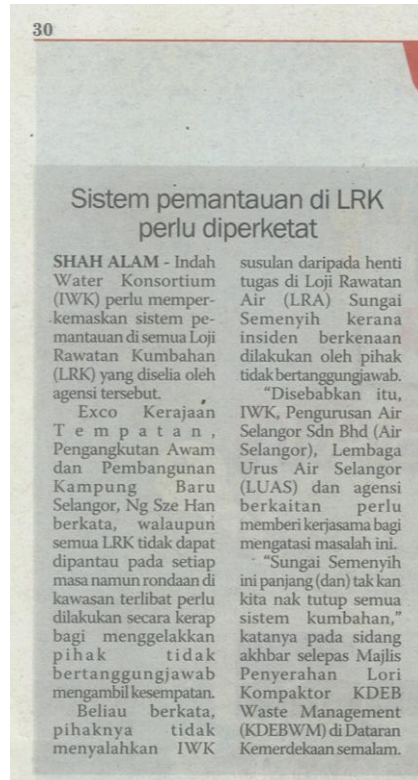 30
Sistem pemantauan di LRK
perlu diperketat
SHAH ALAM - Indah
Water Konsortium
(IWK) perlu memper-
kemaskan sistem pe-
mantauan di semua Loji
Rawatan Kumbahan
(LRK) yang diselia oleh
agensi tersebut.
Exco Kerajaan
Tempatan,
Pengangkutan Awam
dan Pembangunan
Kampung Baru
Selangor, Ng Sze Han
berkata, walaupun
semua LRK tidak dapat
dipantau pada setiap
masa namun rondaan di
kawasan terlibat perlu
dilakukan secara kerap
bagi menggelakkan
pihak tidak
bertanggungjawab
mengambil kesempatan.
Beliau berkata,
pihaknya tidak
menyalahkan IWK
susulan daripada henti
tugas di Loji Rawatan
Air (LRA) Sungai
Semenyih kerana
insiden berkenaan
dilakukan oleh pihak
tidak bertanggungjawab.
"Disebabkan itu,
IWK, Pengurusan Air
Selangor Sdn Bhd (Air
Selangor), Lembaga
Urus Air Selangor
(LUAS) dan agensi
berkaitan perlu
memberi kerjasama bagi
mengatasi masalah ini.
"Sungai Semenyih
ini panjang (dan) tak kan
kita nak tutup semua
sistem kumbahan,"
katanya pada sidang
akhbar selepas Majlis
Penyerahan Lori
Kompaktor KDEB
Waste Management
(KDEBWM) di Dataran
Kemerdekaan semalam.